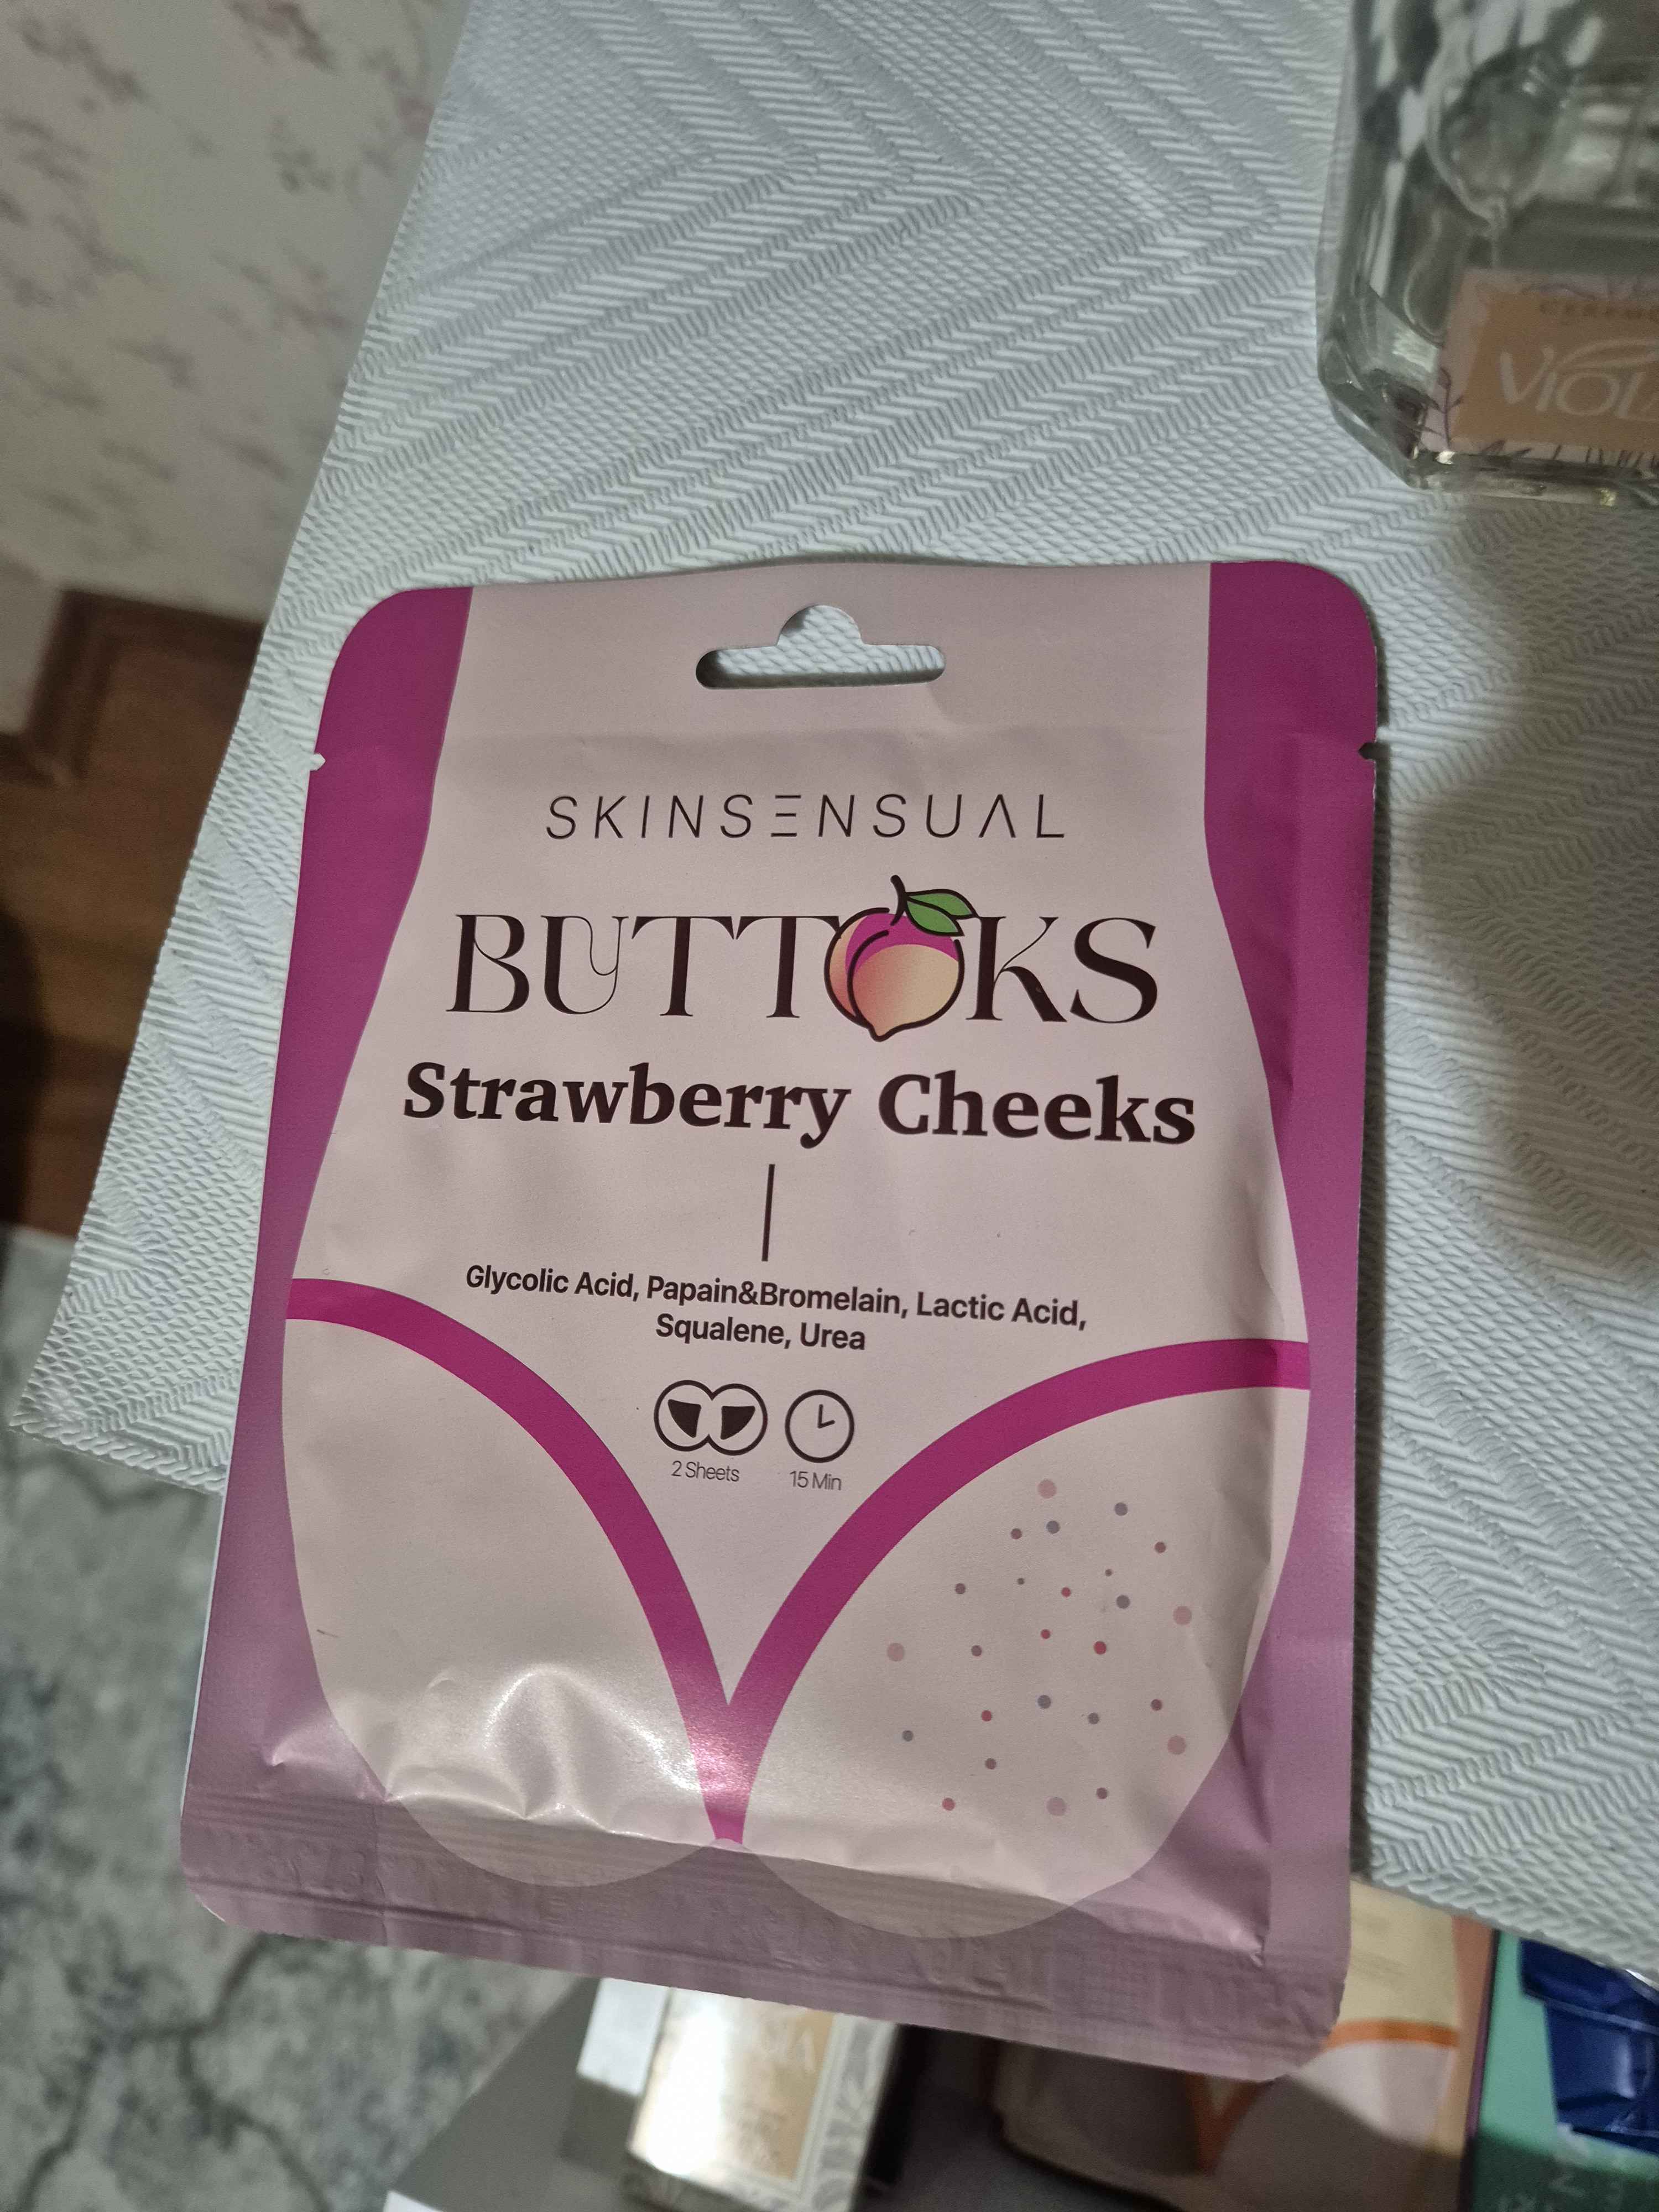 SKINSENSUAL
BUTTOKS
Strawberry Cheeks
Glycolic Acid, Papain&Bromelain, Lactic Acid,
Squalene, Urea
2 Sheets
15 Min